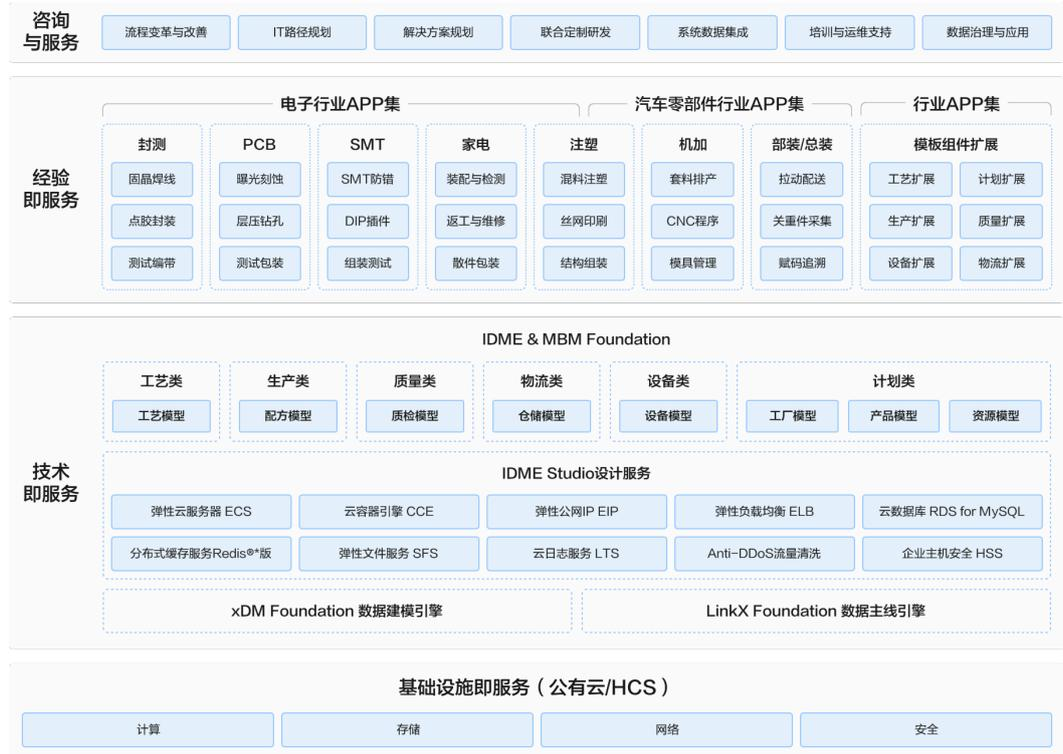 咨询
与服务
流程变革与改善 IT路径规划 解决方案规划 联合定制研发 系统数据集成 培训与运维支持 数据治理与应用
电子行业APP集 汽车零部件行业APP集 行业APP集
经验
即服务
封测 PCB SMT 家电 注塑 机加 部装/总装 模板组件扩展
固晶焊线 曝光刻蚀 SMT防错 装配与检测 混料注塑 套料排产 拉动配送 工艺扩展 计划扩展
点胶封装 层压钻孔 DIP插件 返工与维修 丝网印刷 CNC程序 关重件采集 生产扩展 质量扩展
测试编带 测试包装 组装测试 散件包装 结构组装 模具管理 赋码追溯 设备扩展 物流扩展
技术
即服务
IDME & MBM Foundation
工艺类 生产类 质量类 物流类 设备类 计划类
工艺模型 配方模型 质检模型 仓储模型 设备模型 工厂模型 产品模型 资源模型
IDME Studio设计服务
弹性云服务器 ECS 云容器引擎 CCE 弹性公网IP EIP 弹性负载均衡 ELB 云数据库 RDS for MySQL
分布式缓存服务Redis®*版 弹性文件服务 SFS 云日志服务 LTS Anti-DDoS流量清洗 企业主机安全 HSS
xDM Foundation 数据建模引擎 LinkX Foundation 数据主线引擎
基础设施即服务（公有云/HCS）
计算 存储 网络 安全